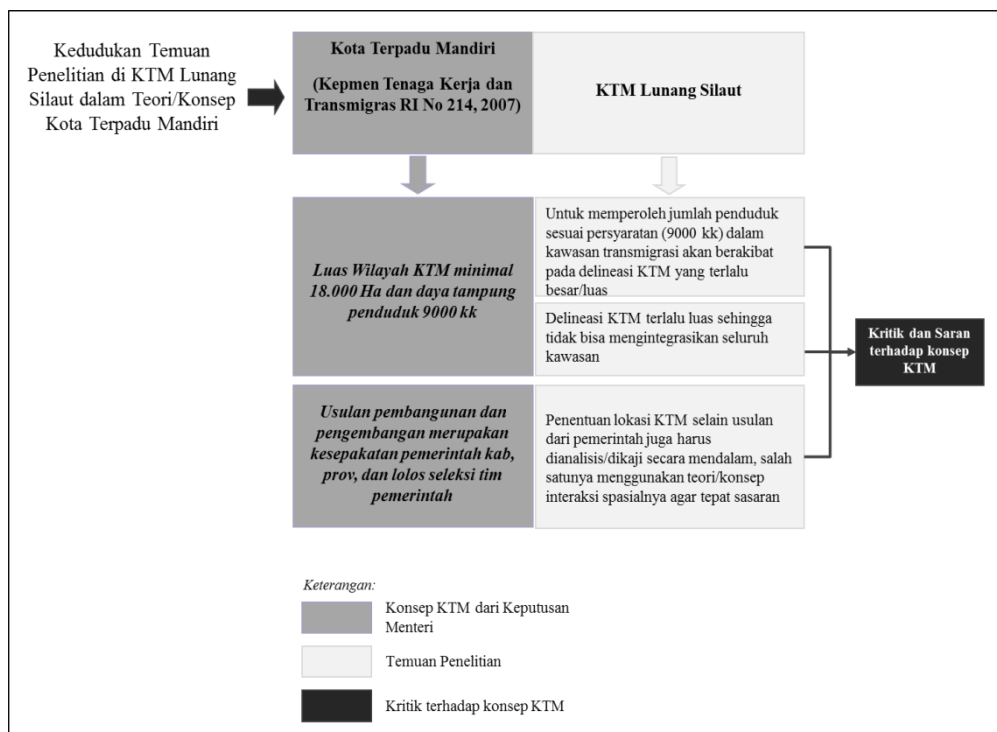 Kedudukan Temuan
Penelitian di KTM Lunang
Silaut dalam Teori/Konsep
Kota Terpadu Mandiri
Kota Terpadu Mandiri
(Kepmen Tenaga Kerja dan
Transmigras RI No 214, 2007)
KTM Lunang Silaut
Luas Wilayah KTM minimal
18.000 Ha dan daya tampung
penduduk 9000 kk
Untuk memperoleh jumlah penduduk
sesuai persyaratan (9000 kk) dalam
kawasan transmigrasi akan berakibat
pada delineasi KTM yang terlalu
besar/luas
Delineasi KTM terlalu luas sehingga
tidak bisa mengintegrasikan seluruh
kawasan
Usulan pembangunan dan
pengembangan merupakan
kesepakatan pemerintah kab,
prov, dan lolos seleksi tim
pemerintah
Penentuan lokasi KTM selain usulan
dari pemerintah juga harus
dianalisis/dikaji secara mendalam, salah
satunya menggunakan teori/konsep
interaksi spasialnya agar tepat sasaran
Kritik dan Saran
terhadap konsep
KTM
Keterangan:
Konsep KTM dari Keputusan
Menteri
Temuan Penelitian
Kritik terhadap konsep KTM